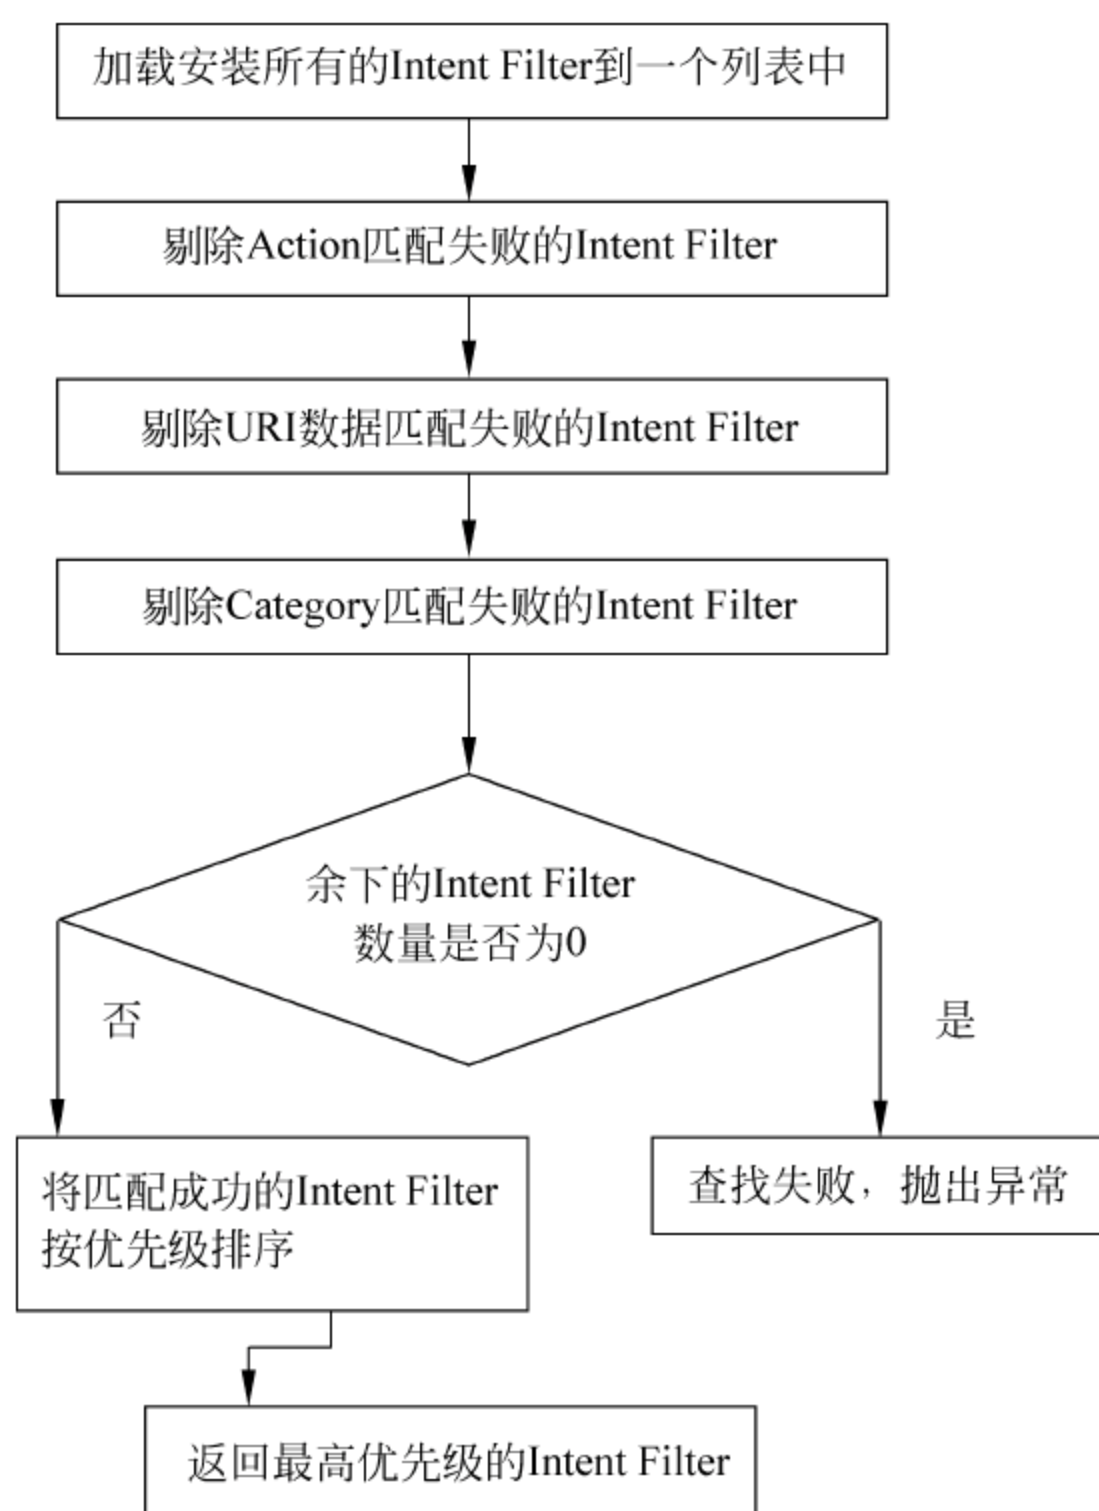 加载安装所有的Intent Filter到一个列表中
剔除Action匹配失败的Intent Filter
剔除URI数据匹配失败的Intent Filter
剔除Category匹配失败的Intent Filter
余下的Intent Filter
数量是否为0
否
是
将匹配成功的Intent Filter
按优先级排序
查找失败，抛出异常
返回最高优先级的Intent Filter